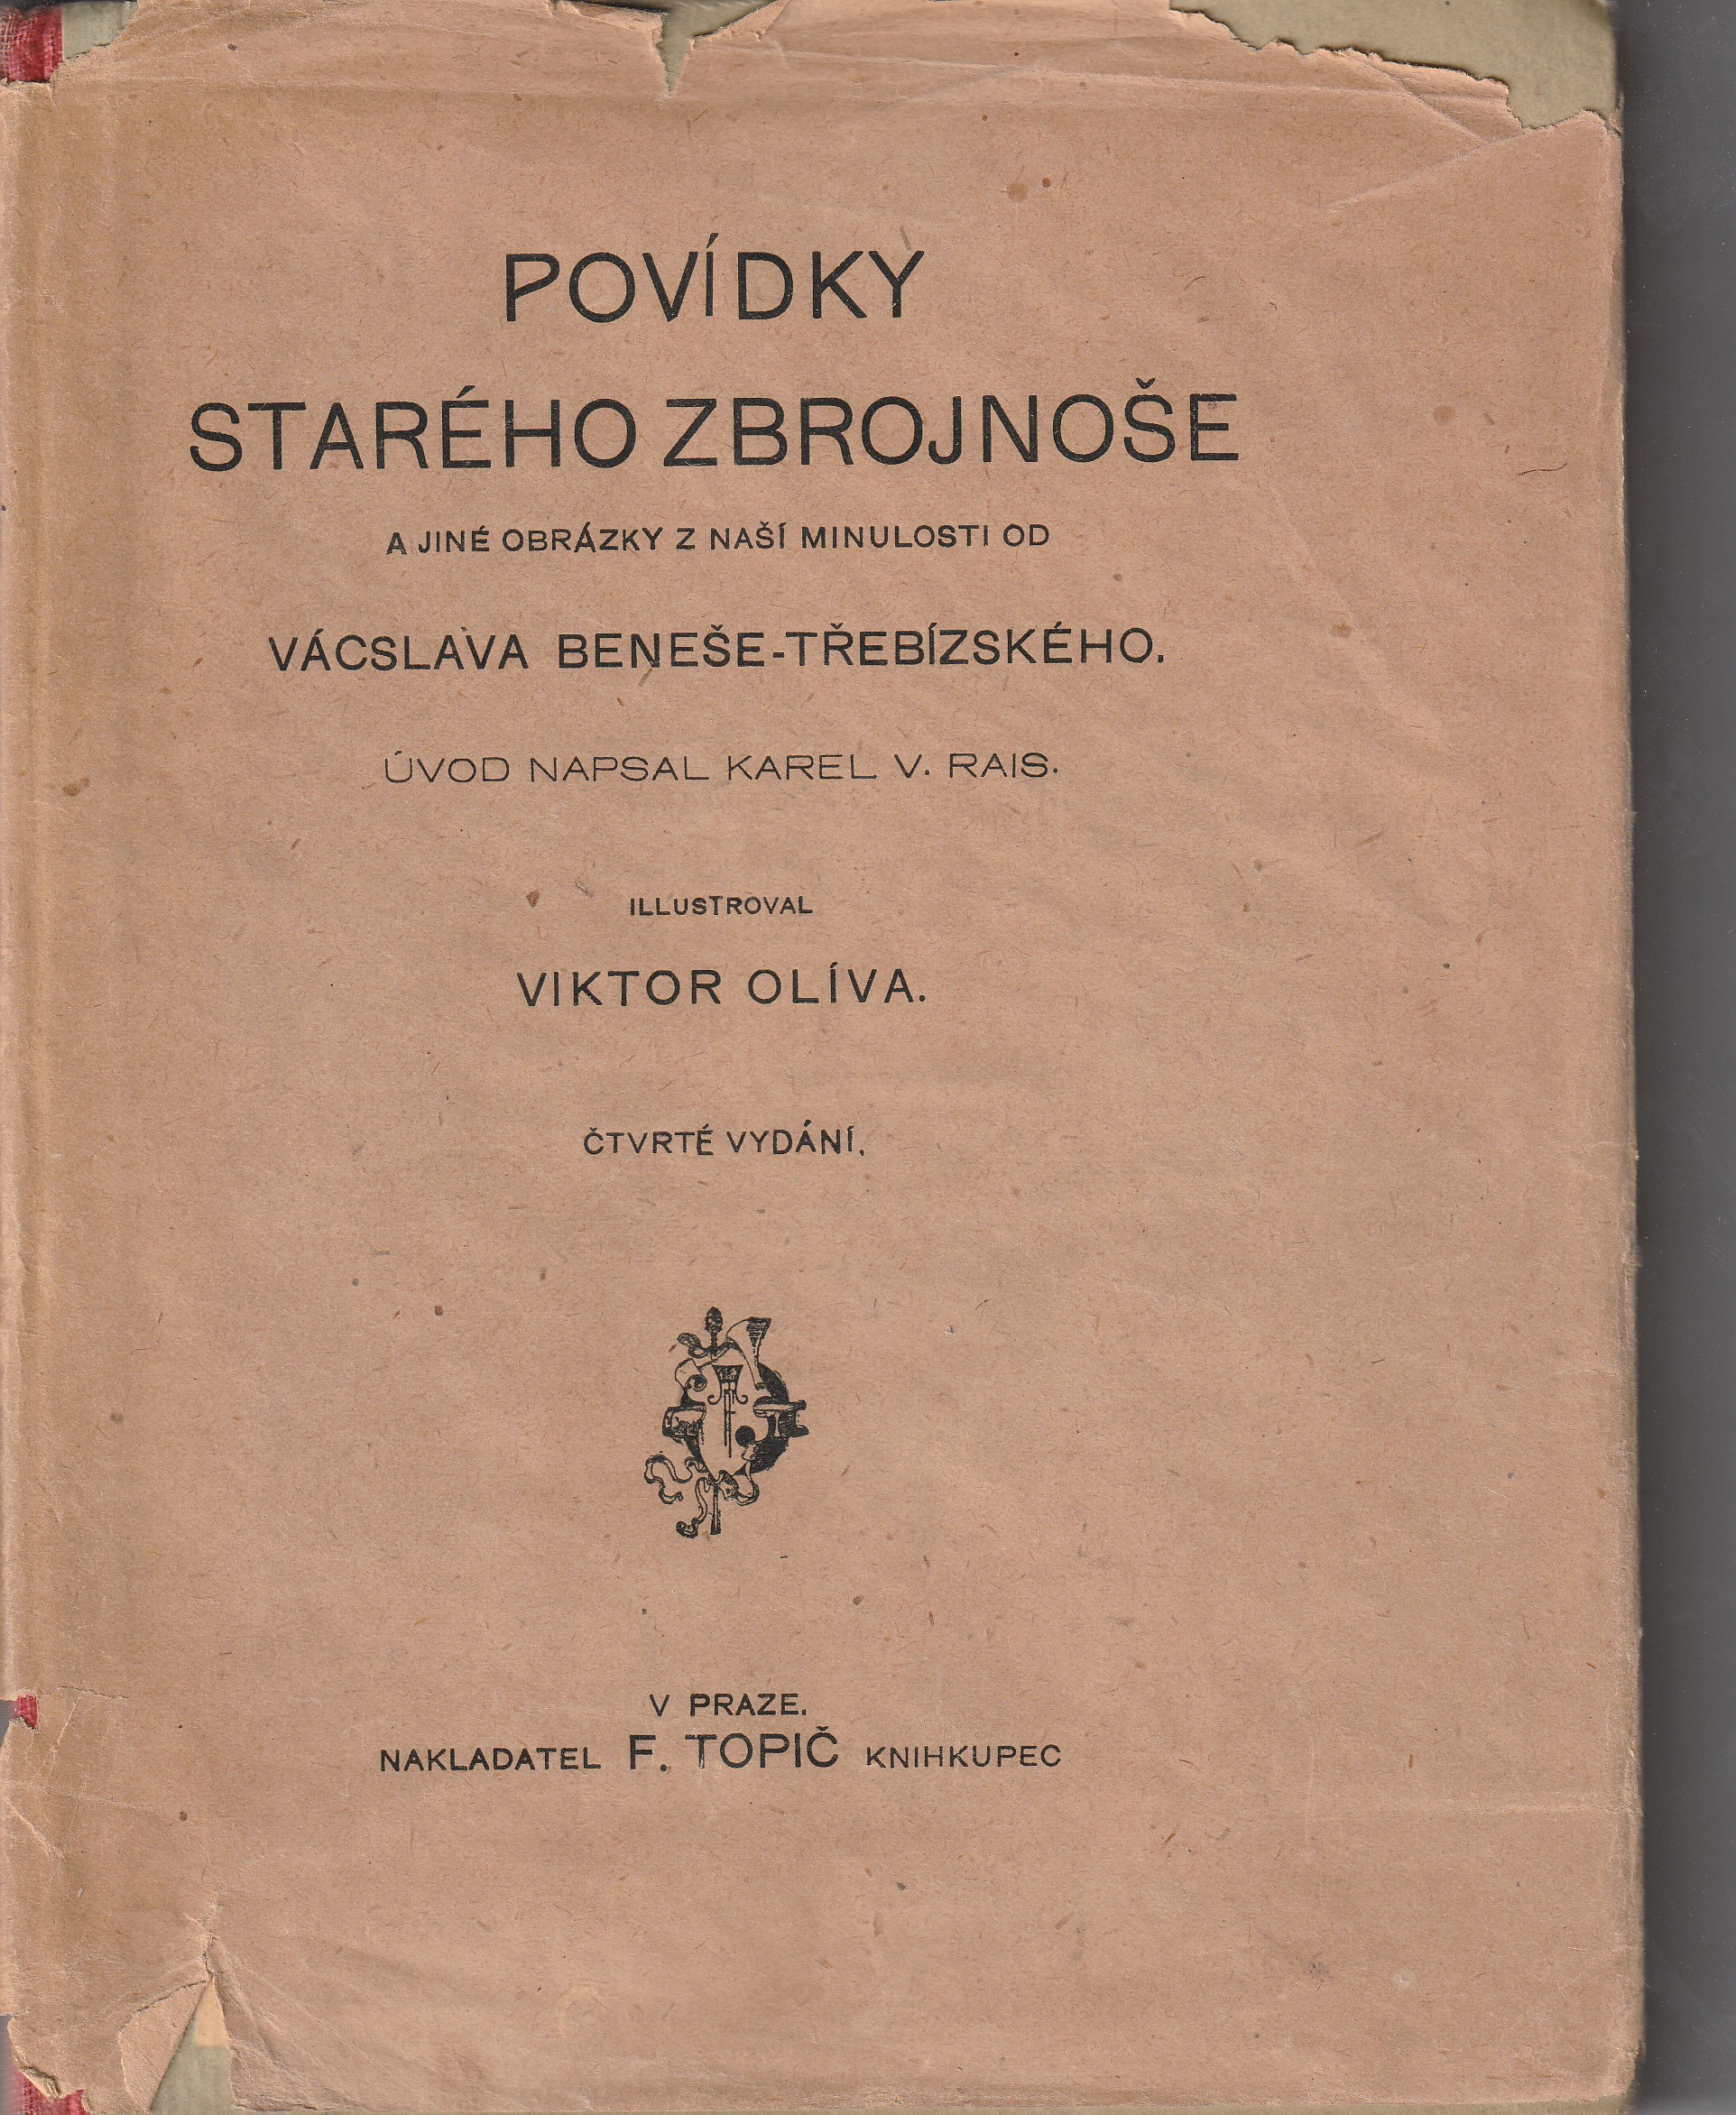 POVÍDKY
STARÉHO ZBROJNOŠE
A JINÉ OBRÁZKY Z NAŠÍ MINULOSTI OD
VÁCSLAVA BENEŠE-TŘEBÍZSKÉHO.
ÚVOD NAPSAL KAREL V. RAIS.
ILLUSTROVAL
VIKTOR OLÍVA.
ČTVRTÉ VYDÁNÍ.
V PRAZE.
NAKLADATEL F. TOPIČ KNIHKUPEC